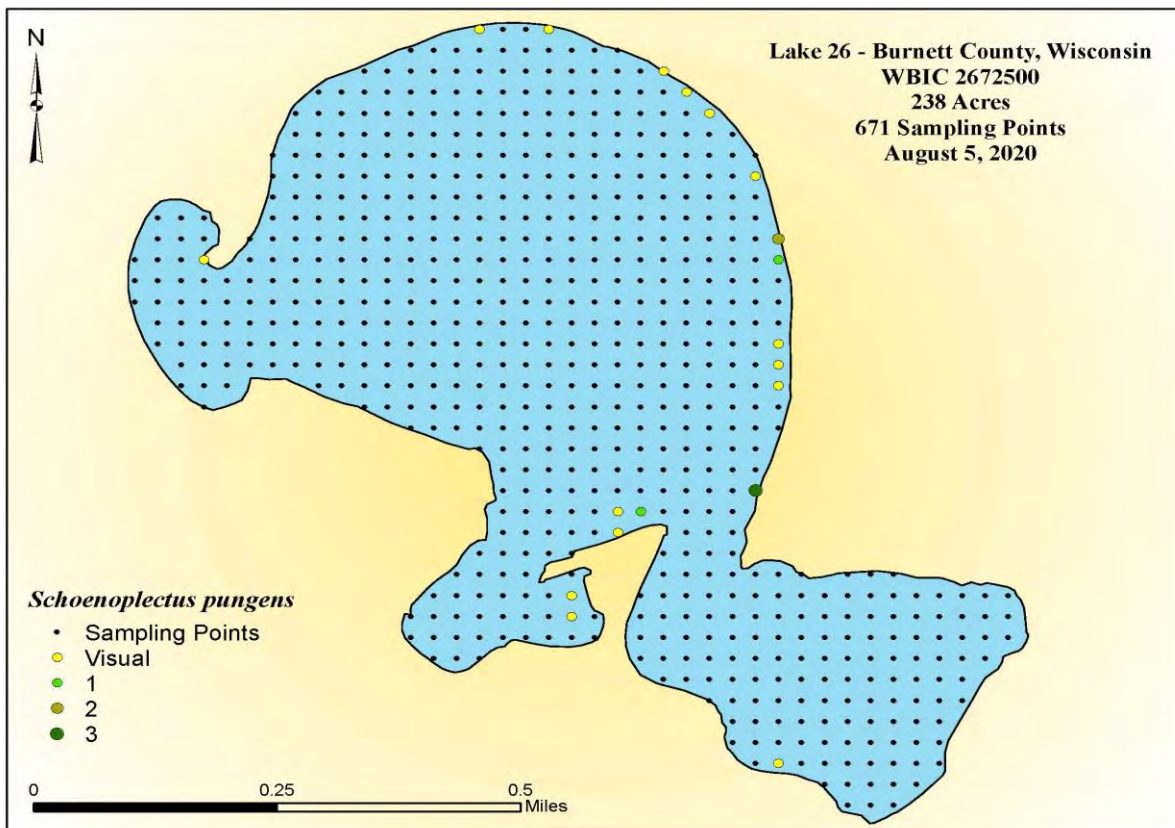 N
Lake 26 - Burnett County, Wisconsin
WBIC 2672500
238 Acres
671 Sampling Points
August 5, 2020
Schoenoplectus pungens
Sampling Points
Visual
1
2
3
0 0.25 0.5
Miles